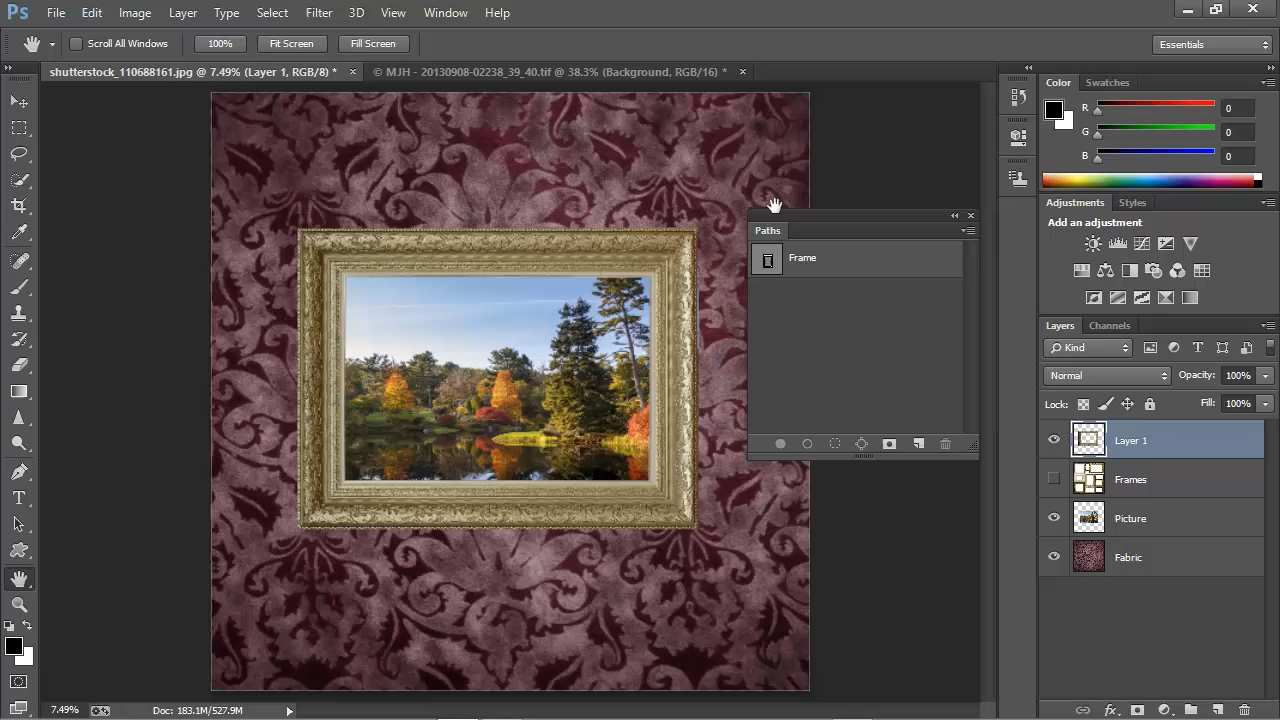 Ps File Edit Image Layer Type Select Filter 3D View Window Help
Scroll All Windows 100% Fit Screen Fill Screen Essentials
shutterstock_110688161.jpg @ 7.49% (Layer 1, RGB/8) * © MJH - 20130908-02238_39_40.tif @ 38.3% (Background, RGB/16) *
Color Swatches
R 0
G 0
B 0
Adjustments Styles
Add an adjustment
Paths
Frame
Layers Channels
Kind
Normal Opacity: 100%
Lock: Fill: 100%
Layer 1
Frames
Picture
Fabric
7.49% Doc: 183.1M/527.9M